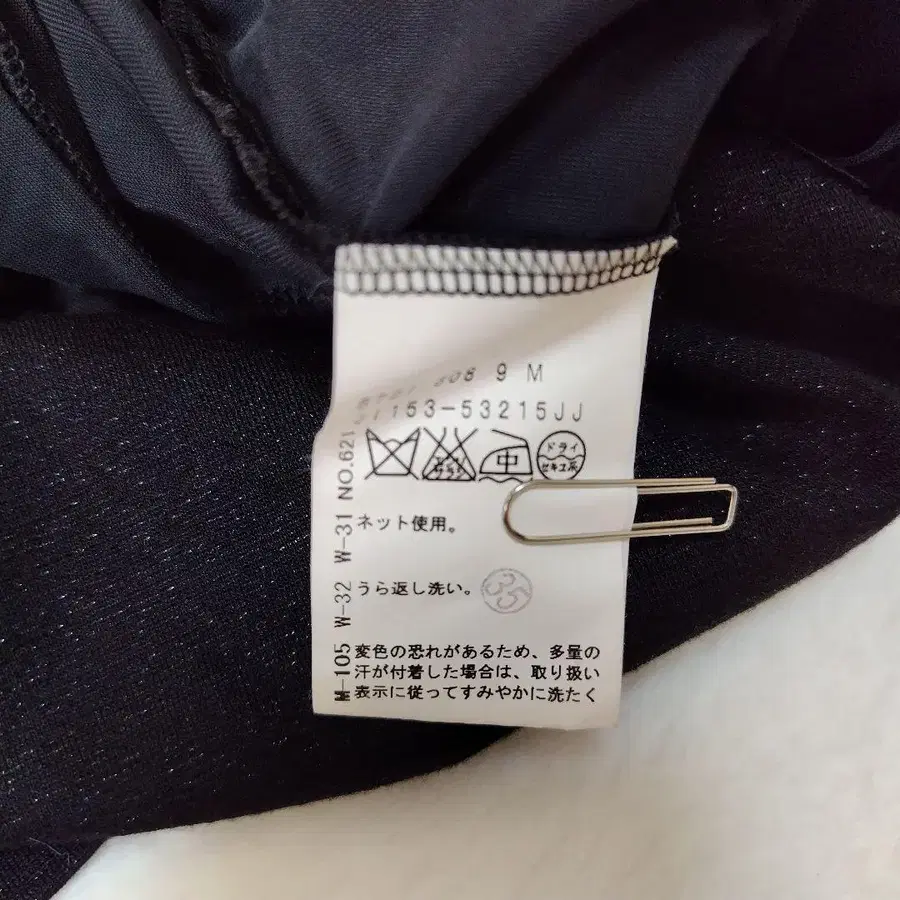 808 9 M
153-53215JJ
中
ドライ
セキユ系
ネット使用。
うら返し洗い。
35
変色の恐れがあるため、多量の
汗が付着した場合は、取り扱い
表示に従ってすみやかに洗たく
M-105 W-32 W-31 NO.621